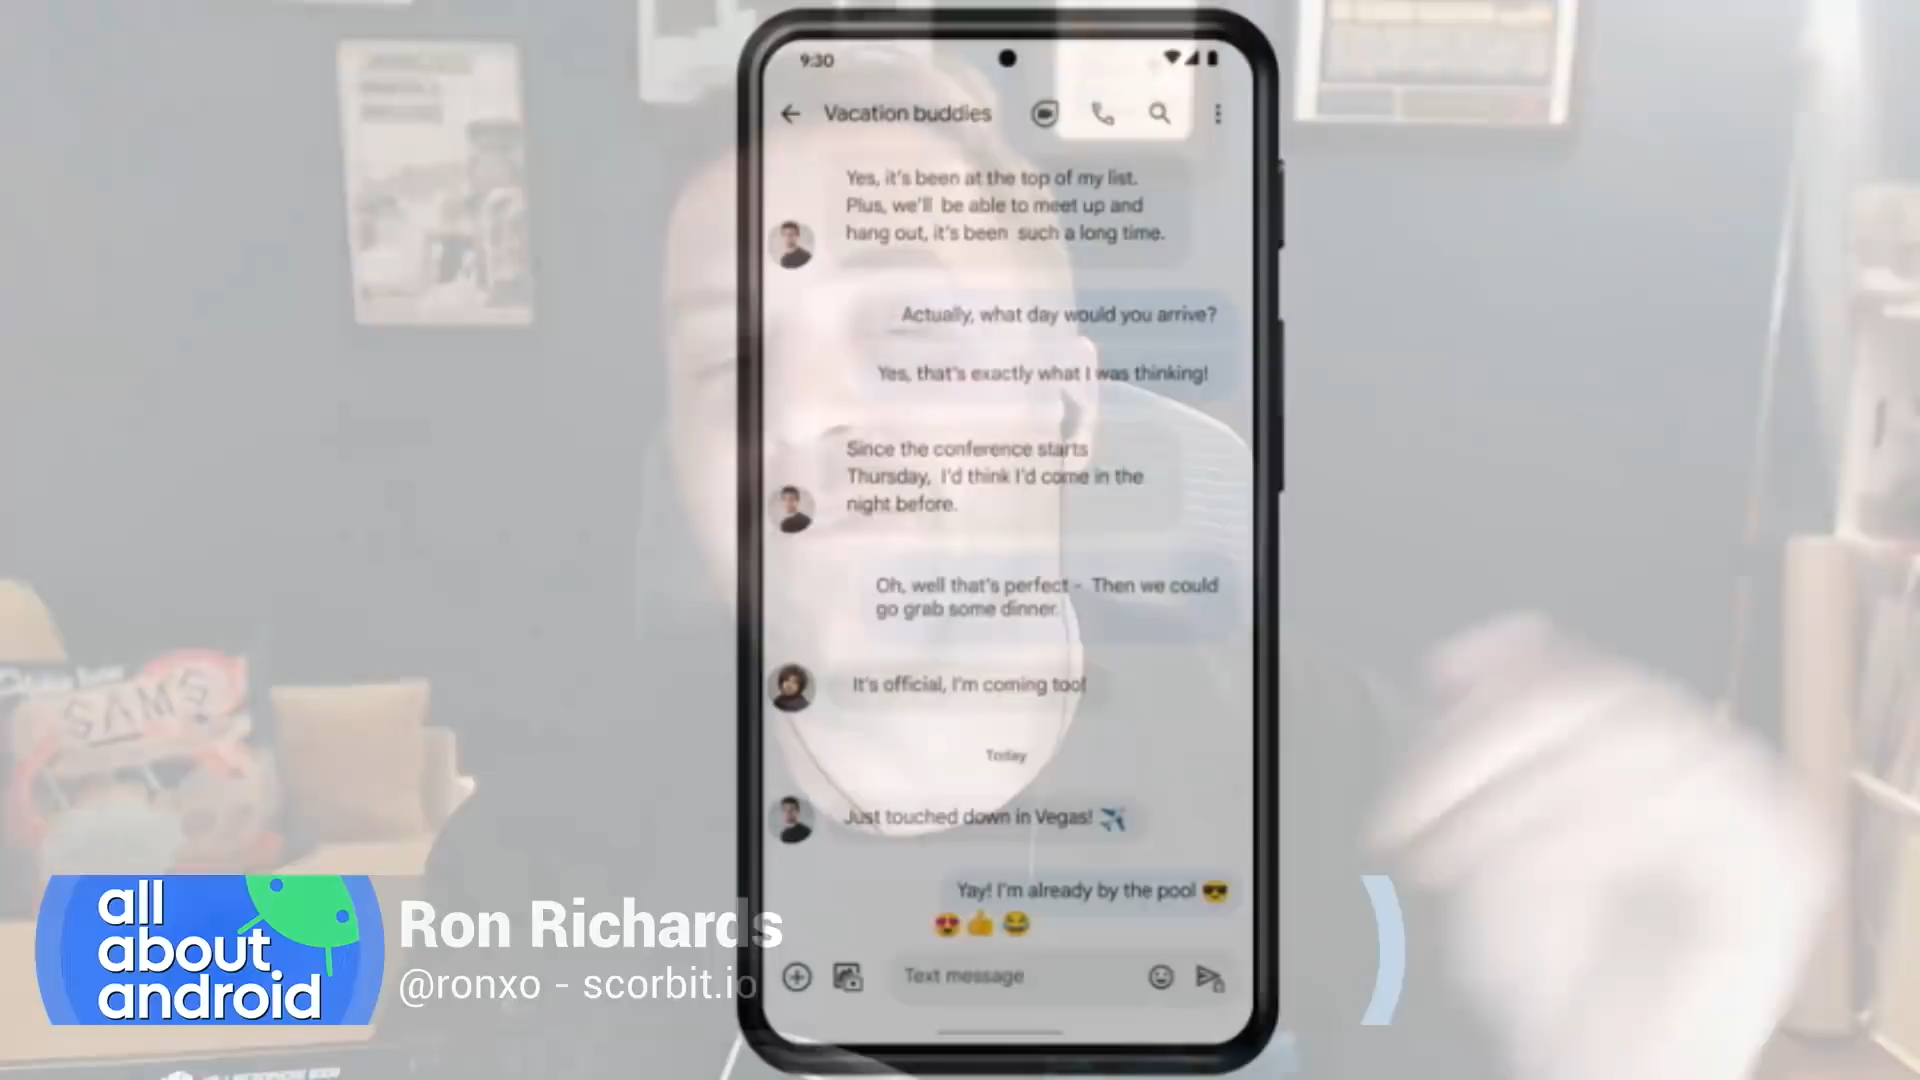 9:30
Vacation buddies
Yes, it's been at the top of my list.
Plus, we'll be able to meet up and
hang out, it's been such a long time.
Actually, what day would you arrive?
Yes, that's exactly what I was thinking!
Since the conference starts
Thursday, I'd think I'd come in the
night before.
Oh, well that's perfect - Then we could
go grab some dinner.
It's official, I'm coming too!
Today
Just touched down in Vegas! ✈️
Yay! I'm already by the pool 😎
😍👍😂
Text message
SAMS
all
about
android
Ron Richards
@ronxo - scorbit.io